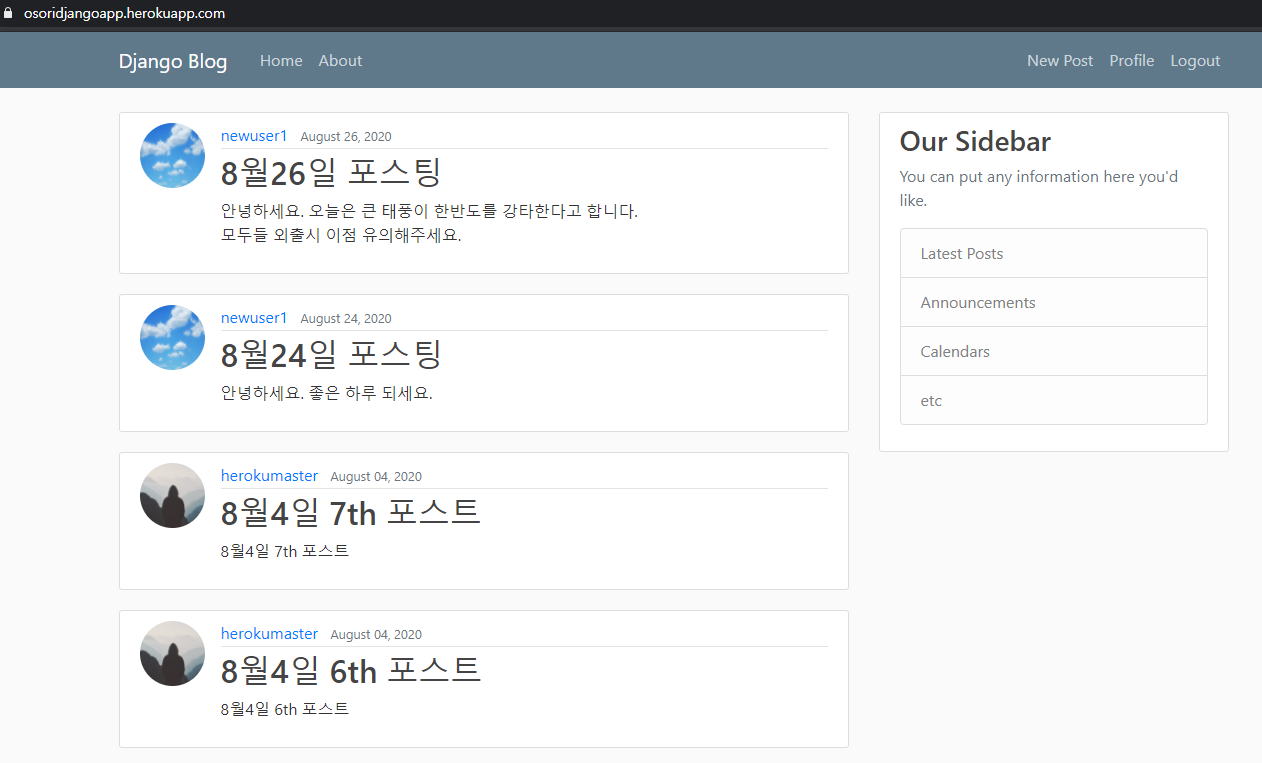 osoridjangoapp.herokuapp.com
Django Blog Home About New Post Profile Logout
newuser1 August 26, 2020
8월26일 포스팅
안녕하세요. 오늘은 큰 태풍이 한반도를 강타한다고 합니다.
모두들 외출시 이점 유의해주세요.
newuser1 August 24, 2020
8월24일 포스팅
안녕하세요. 좋은 하루 되세요.
herokumaster August 04, 2020
8월4일 7th 포스트
8월4일 7th 포스트
herokumaster August 04, 2020
8월4일 6th 포스트
8월4일 6th 포스트
Our Sidebar
You can put any information here you'd
like.
Latest Posts
Announcements
Calendars
etc